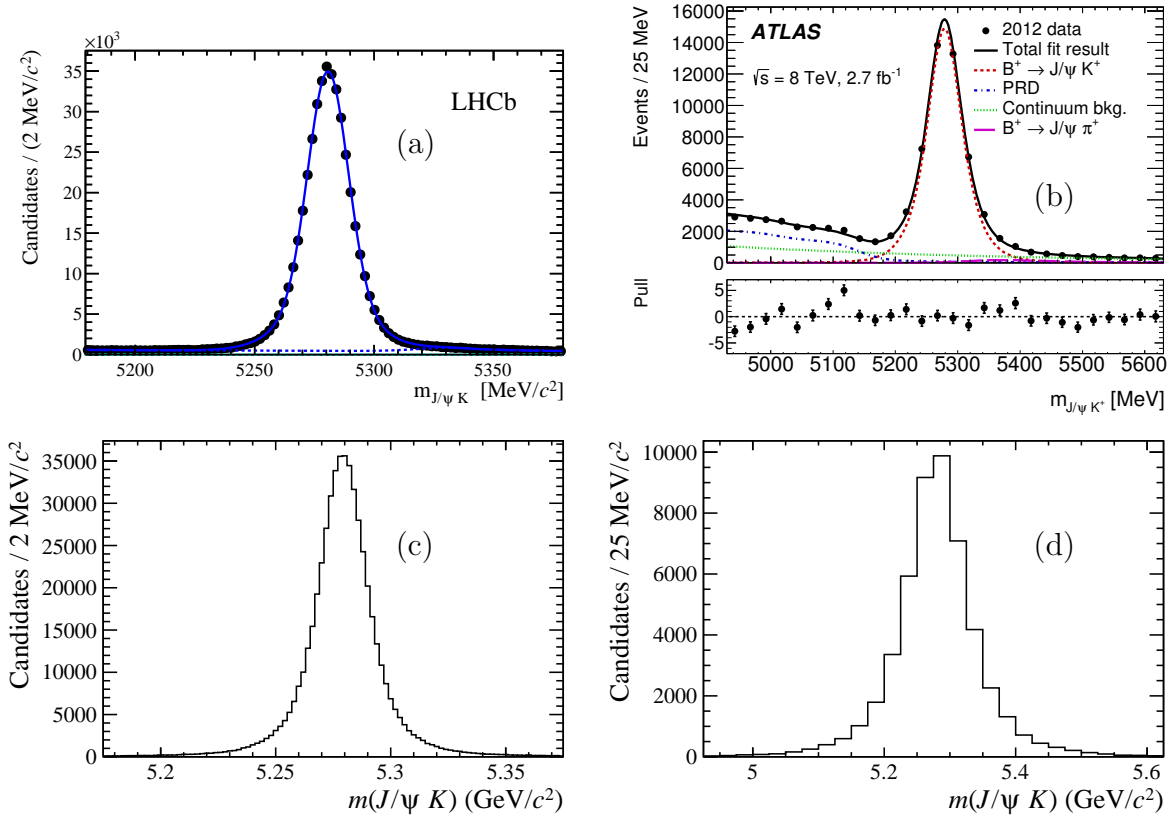 ×10³
35
30
25
20
15
10
5
0
Candidates / (2 MeV/c²)
LHCb
(a)
5200
5250
5300
5350
m_J/ψ K [MeV/c²]
16000
14000
12000
10000
8000
6000
4000
2000
0
Events / 25 MeV
ATLAS
√s = 8 TeV, 2.7 fb⁻¹
2012 data
Total fit result
B⁺ → J/ψ K⁺
PRD
Continuum bkg.
B⁺ → J/ψ π⁺
(b)
Pull
5
0
-5
5000
5100
5200
5300
5400
5500
5600
m_J/ψ K⁺ [MeV]
35000
30000
25000
20000
15000
10000
5000
0
Candidates / 2 MeV/c²
(c)
5.2
5.25
5.3
5.35
m(J/ψ K) (GeV/c²)
10000
8000
6000
4000
2000
0
Candidates / 25 MeV/c²
(d)
5
5.2
5.4
5.6
m(J/ψ K) (GeV/c²)